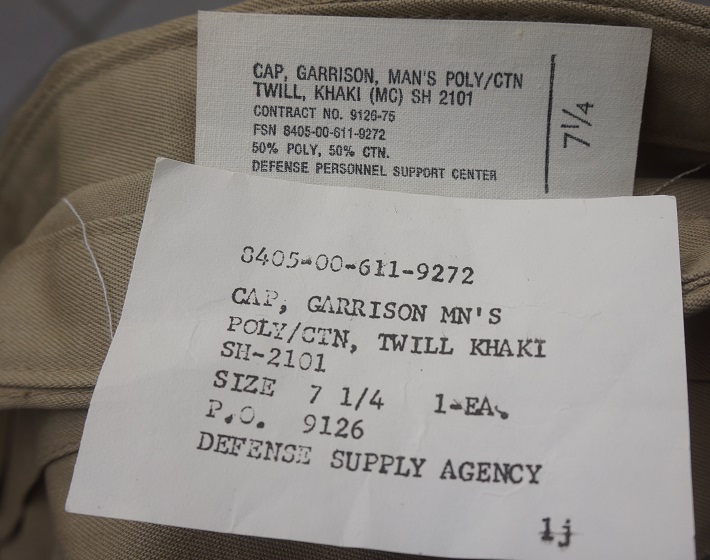 CAP, GARRISON, MAN'S POLY/CTN
TWILL, KHAKI (MC) SH 2101
CONTRACT NO. 9126-75
FSN 8405-00-611-9272
50% POLY, 50% CTN.
DEFENSE PERSONNEL SUPPORT CENTER
7 1/4
8405-00-611-9272
CAP, GARRISON MN'S
POLY/CTN, TWILL KHAKI
SH-2101
SIZE 7 1/4 1-EA.
P.O. 9126
DEFENSE SUPPLY AGENCY
1j